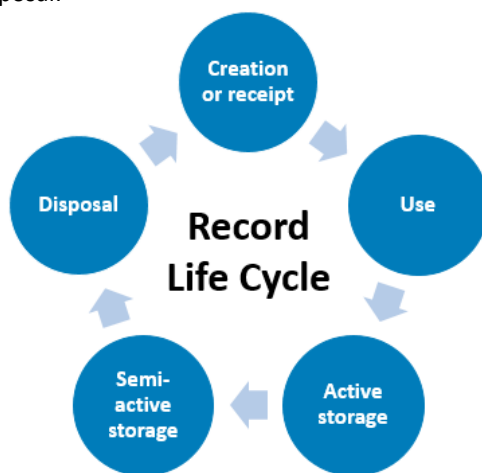 Creation
or receipt
Use
Active
storage
Semi-
active
storage
Disposal
Record
Life Cycle